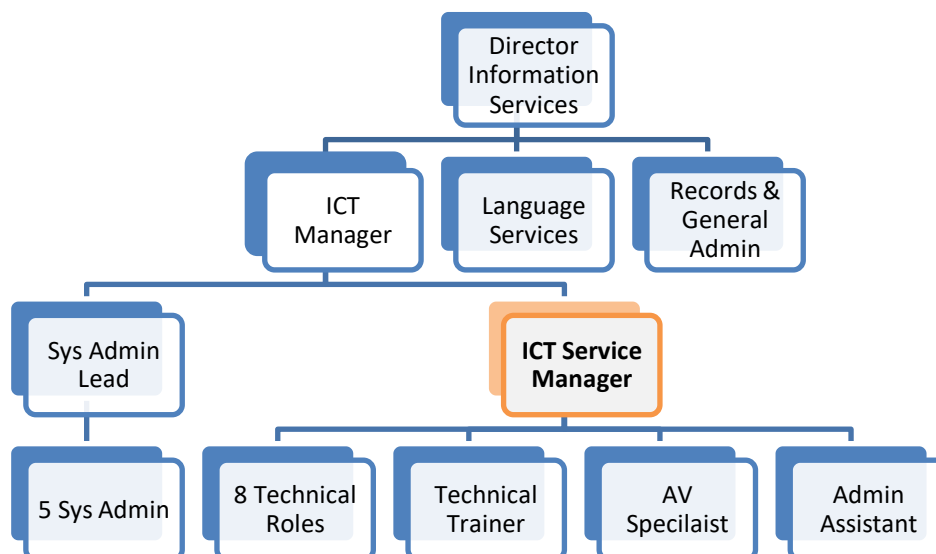 Director
Information
Services
ICT
Manager
Language
Services
Records &
General
Admin
Sys Admin
Lead
ICT Service
Manager
5 Sys Admin
8 Technical
Roles
Technical
Trainer
AV
Specilaist
Admin
Assistant